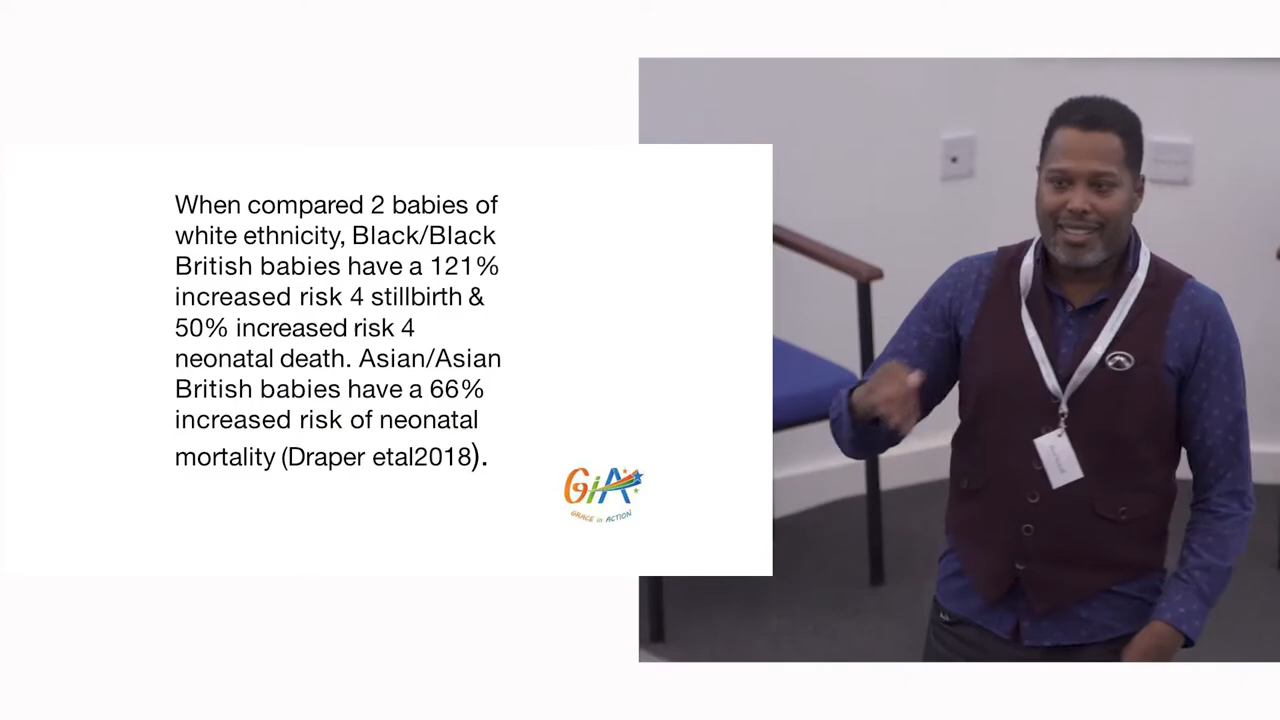 When compared 2 babies of
white ethnicity, Black/Black
British babies have a 121%
increased risk 4 stillbirth &
50% increased risk 4
neonatal death. Asian/Asian
British babies have a 66%
increased risk of neonatal
mortality (Draper etal2018).
GiA
GRACE in ACTION